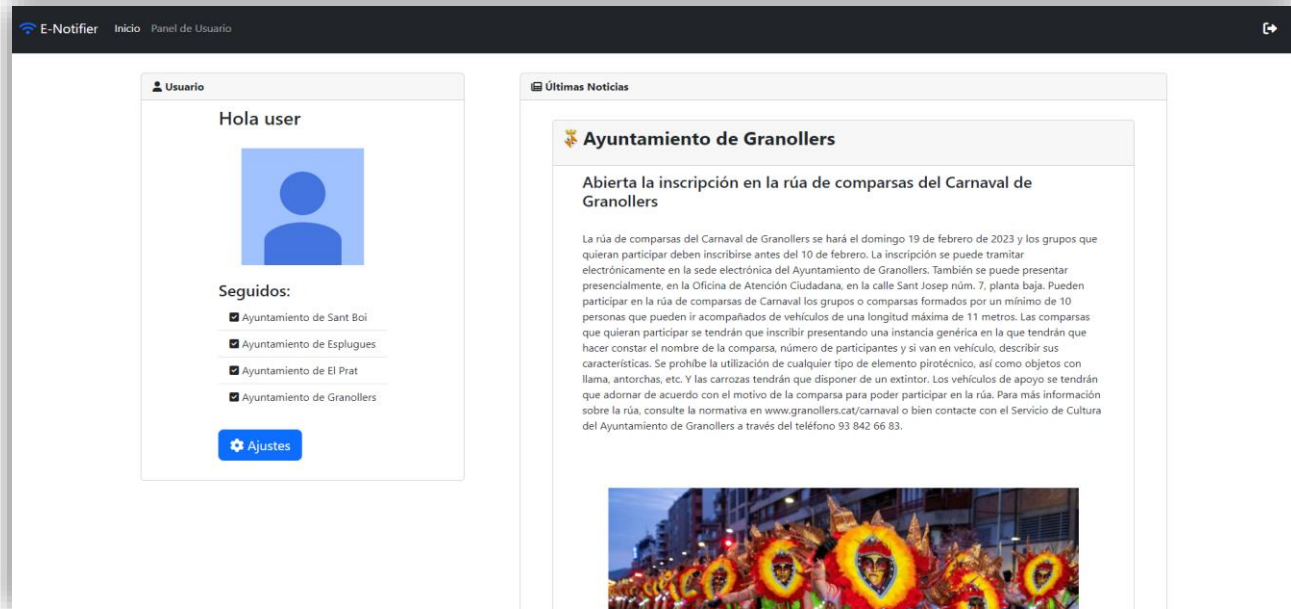 E-Notifier Inicio Panel de Usuario
Usuario
Hola user
Seguidos:
Ayuntamiento de Sant Boi
Ayuntamiento de Esplugues
Ayuntamiento de El Prat
Ayuntamiento de Granollers
Ajustes
Últimas Noticias
Ayuntamiento de Granollers
Abierta la inscripción en la rúa de comparsas del Carnaval de
Granollers
La rúa de comparsas del Carnaval de Granollers se hará el domingo 19 de febrero de 2023 y los grupos que
quieran participar deben inscribirse antes del 10 de febrero. La inscripción se puede tramitar
electrónicamente en la sede electrónica del Ayuntamiento de Granollers. También se puede presentar
presencialmente, en la Oficina de Atención Ciudadana, en la calle Sant Josep núm. 7, planta baja. Pueden
participar en la rúa de comparsas de Carnaval los grupos o comparsas formados por un mínimo de 10
personas que pueden ir acompañados de vehículos de una longitud máxima de 11 metros. Las comparsas
que quieran participar se tendrán que inscribir presentando una instancia genérica en la que tendrán que
hacer constar el nombre de la comparsa, número de participantes y si van en vehículo, describir sus
características. Se prohíbe la utilización de cualquier tipo de elemento pirotécnico, así como objetos con
llama, antorchas, etc. Y las carrozas tendrán que disponer de un extintor. Los vehículos de apoyo se tendrán
que adornar de acuerdo con el motivo de la comparsa para poder participar en la rúa. Para más información
sobre la rúa, consulte la normativa en www.granollers.cat/carnaval o bien contacte con el Servicio de Cultura
del Ayuntamiento de Granollers a través del teléfono 93 842 66 83.